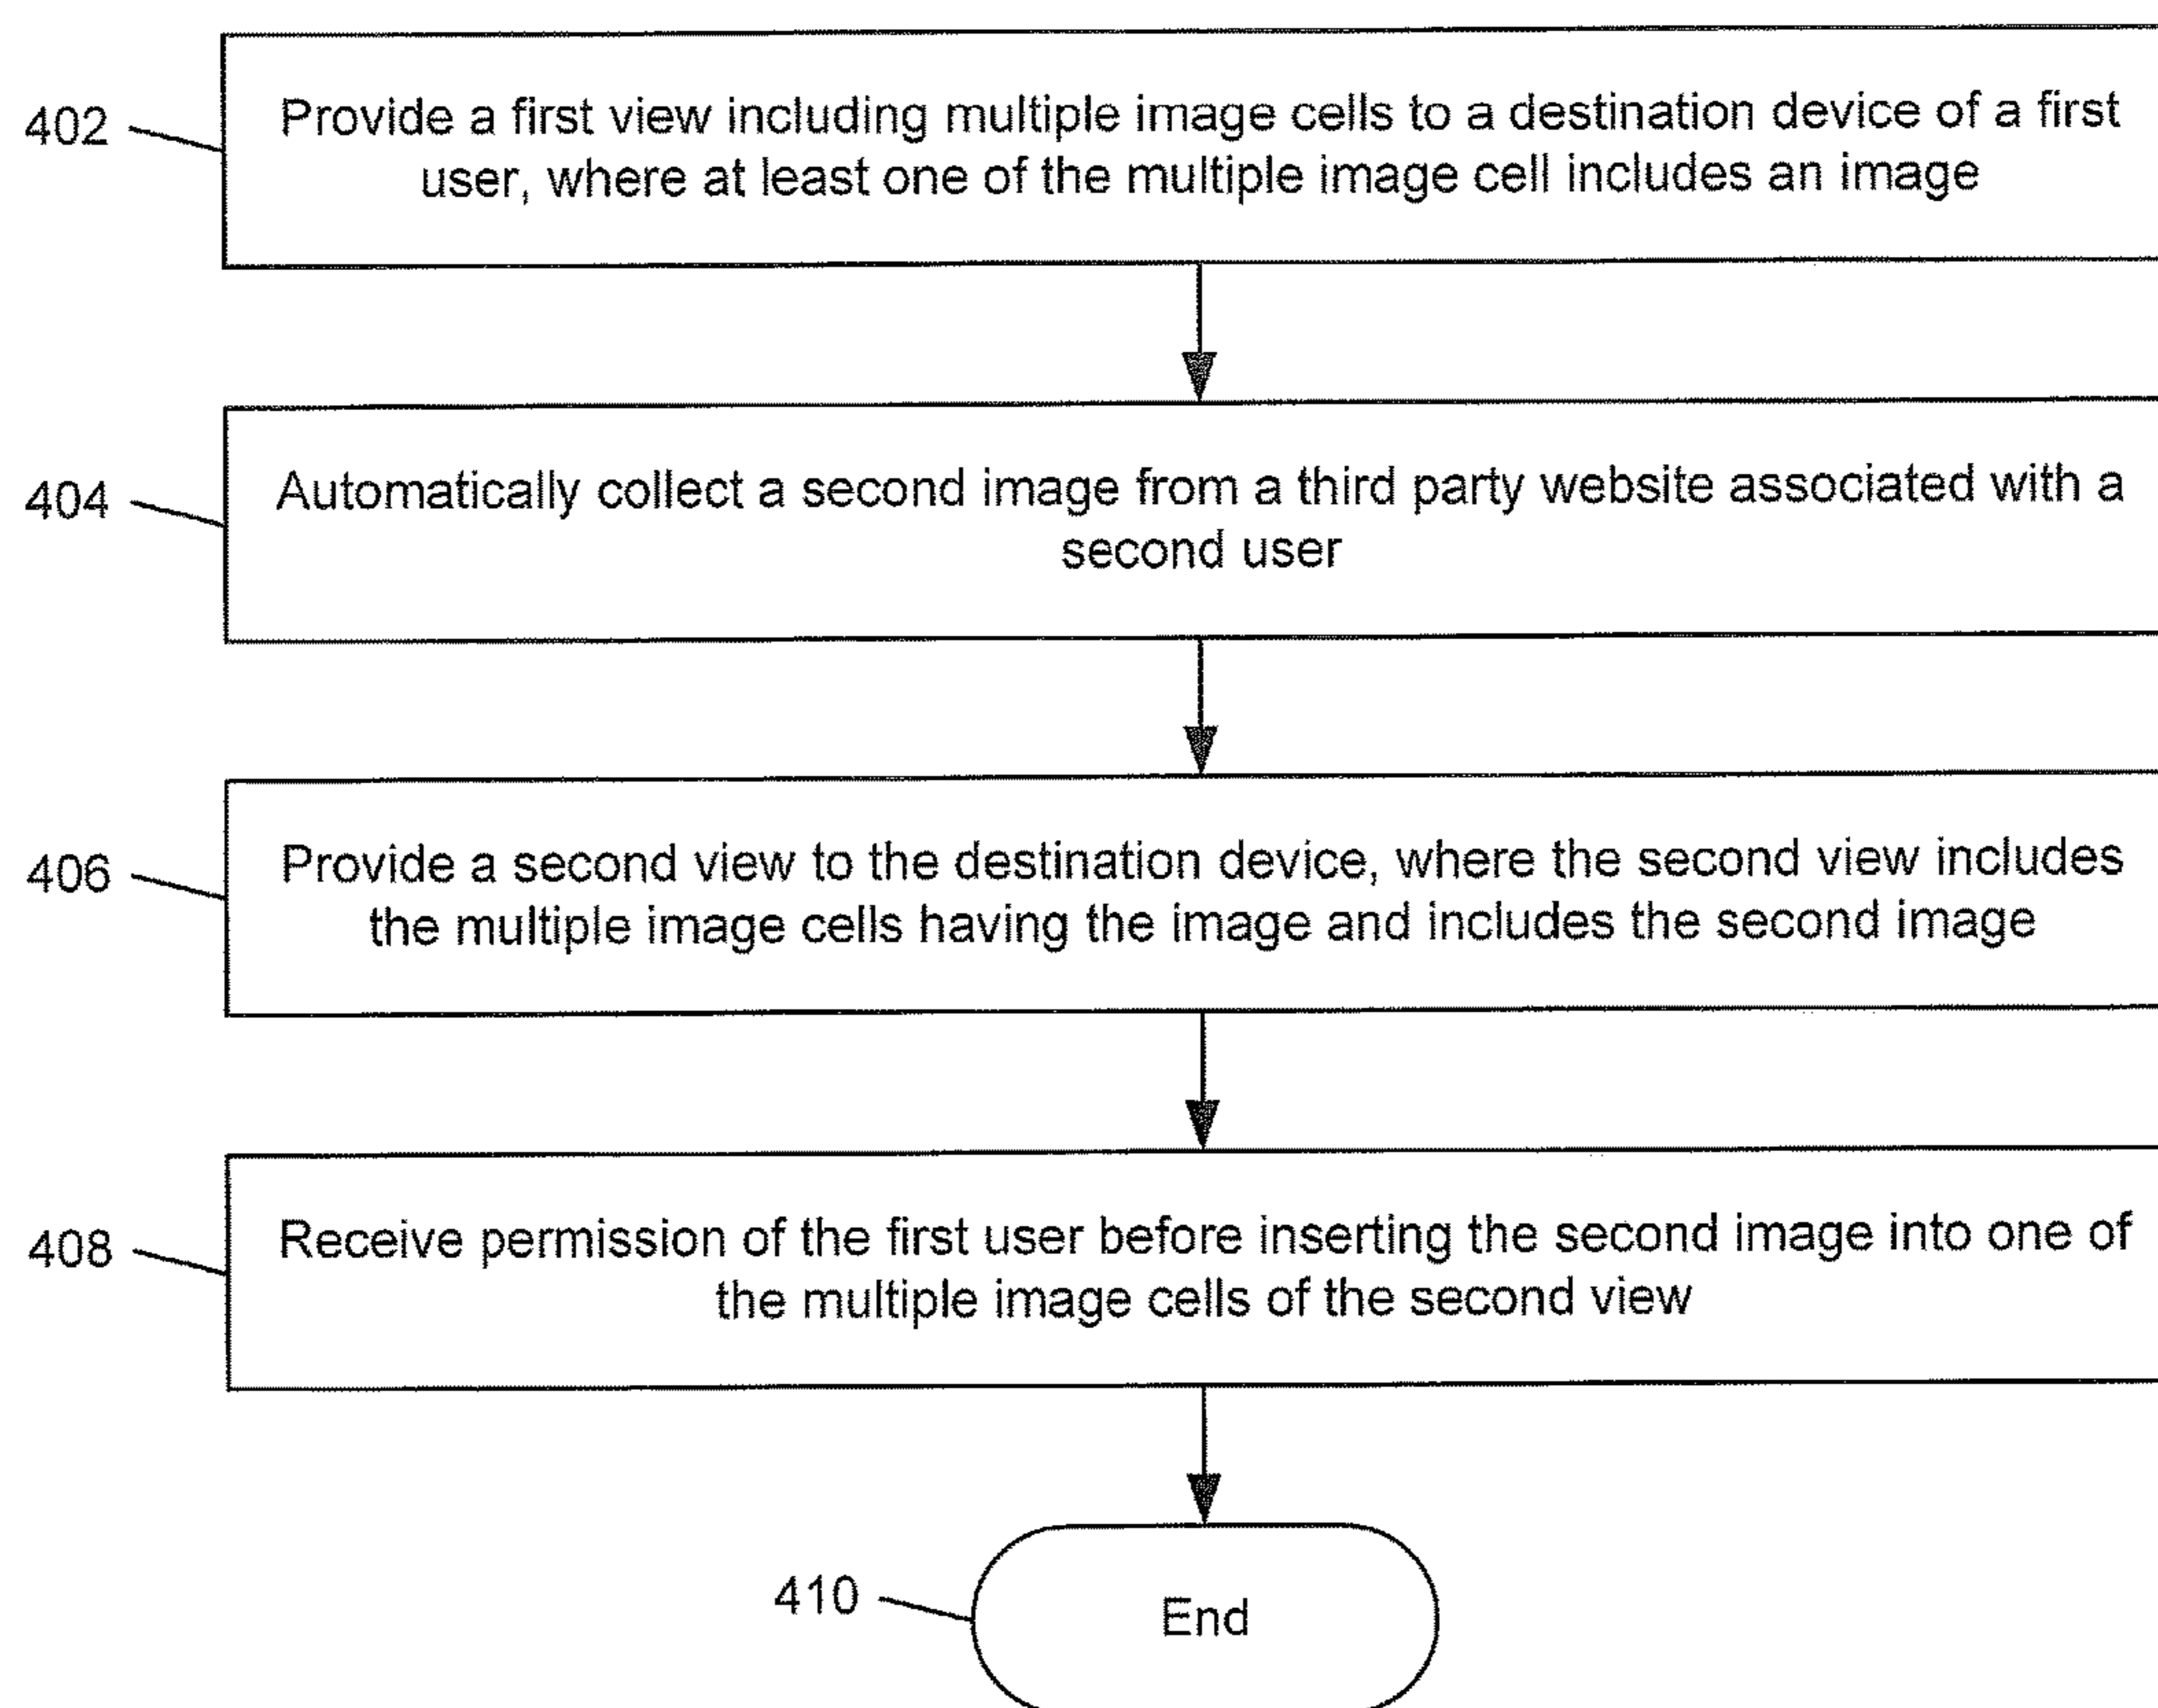 402
Provide a first view including multiple image cells to a destination device of a first
user, where at least one of the multiple image cell includes an image
404
Automatically collect a second image from a third party website associated with a
second user
406
Provide a second view to the destination device, where the second view includes
the multiple image cells having the image and includes the second image
408
Receive permission of the first user before inserting the second image into one of
the multiple image cells of the second view
410
End